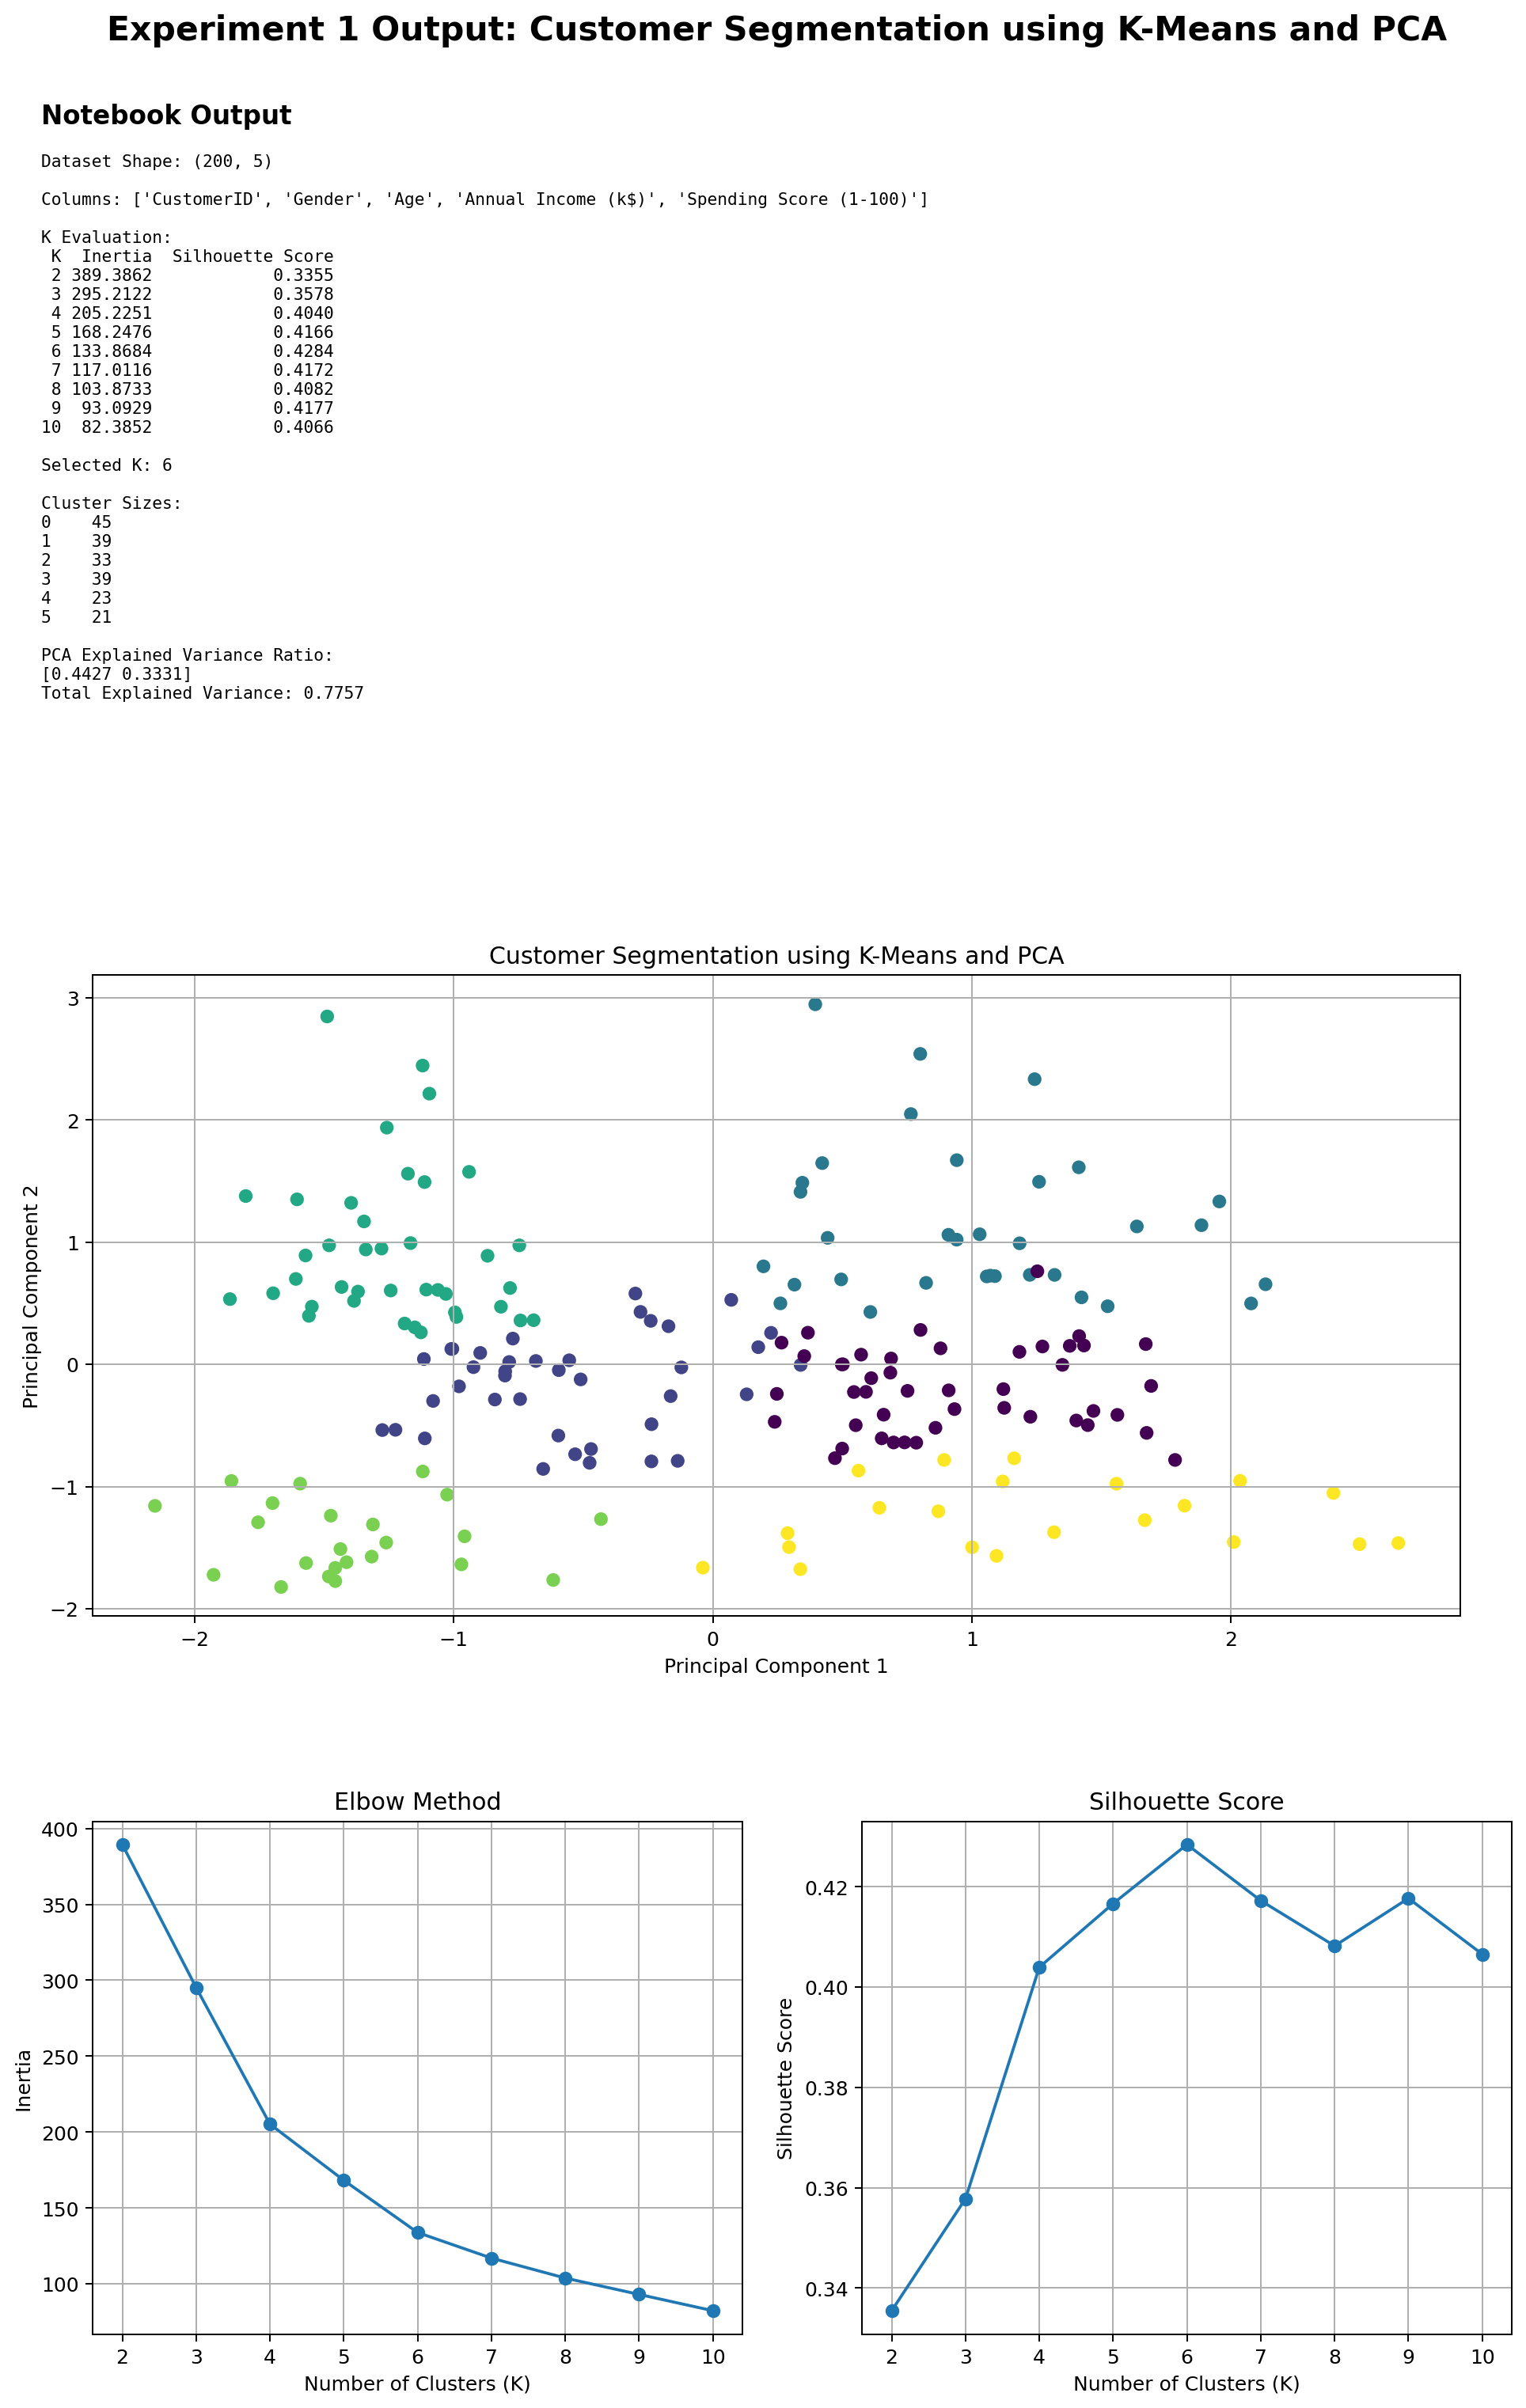 Experiment 1 Output: Customer Segmentation using K-Means and PCA
Notebook Output
Dataset Shape: (200, 5)
Columns: ['CustomerID', 'Gender', 'Age', 'Annual Income (k$)', 'Spending Score (1-100)']
K Evaluation:
K Inertia Silhouette Score
2 389.3862 0.3355
3 295.2122 0.3578
4 205.2251 0.4040
5 168.2476 0.4166
6 133.8684 0.4284
7 117.0116 0.4172
8 103.8733 0.4082
9 93.0929 0.4177
10 82.3852 0.4066
Selected K: 6
Cluster Sizes:
0 45
1 39
2 33
3 39
4 23
5 21
PCA Explained Variance Ratio:
[0.4427 0.3331]
Total Explained Variance: 0.7757
Customer Segmentation using K-Means and PCA
Principal Component 2
3
2
1
0
−1
−2
−2 −1 0 1 2
Principal Component 1
Elbow Method
Inertia
400
350
300
250
200
150
100
2 3 4 5 6 7 8 9 10
Number of Clusters (K)
Silhouette Score
Silhouette Score
0.42
0.40
0.38
0.36
0.34
2 3 4 5 6 7 8 9 10
Number of Clusters (K)